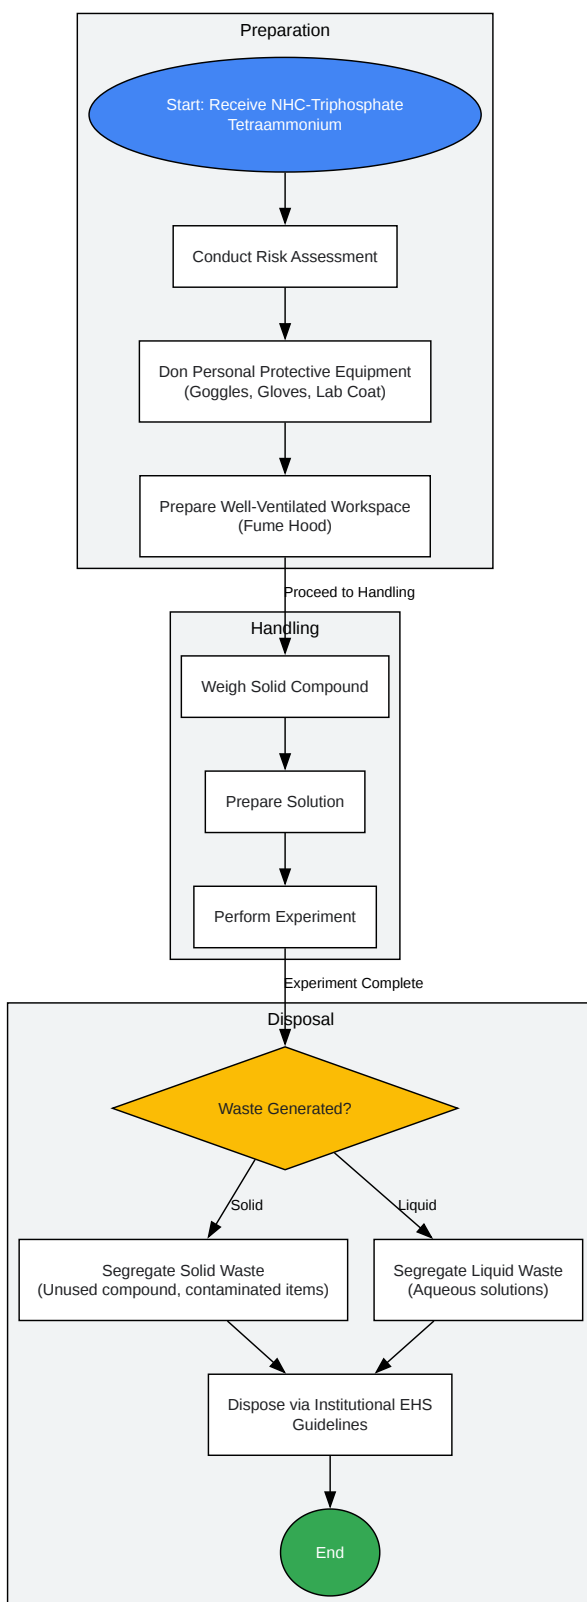 Preparation
Start: Receive NHC-Triphosphate
Tetraammonium
Conduct Risk Assessment
Don Personal Protective Equipment
(Goggles, Gloves, Lab Coat)
Prepare Well-Ventilated Workspace
(Fume Hood)
Proceed to Handling
Handling
Weigh Solid Compound
Prepare Solution
Perform Experiment
Experiment Complete
Disposal
Waste Generated?
Solid
Liquid
Segregate Solid Waste
(Unused compound, contaminated items)
Segregate Liquid Waste
(Aqueous solutions)
Dispose via Institutional EHS
Guidelines
End